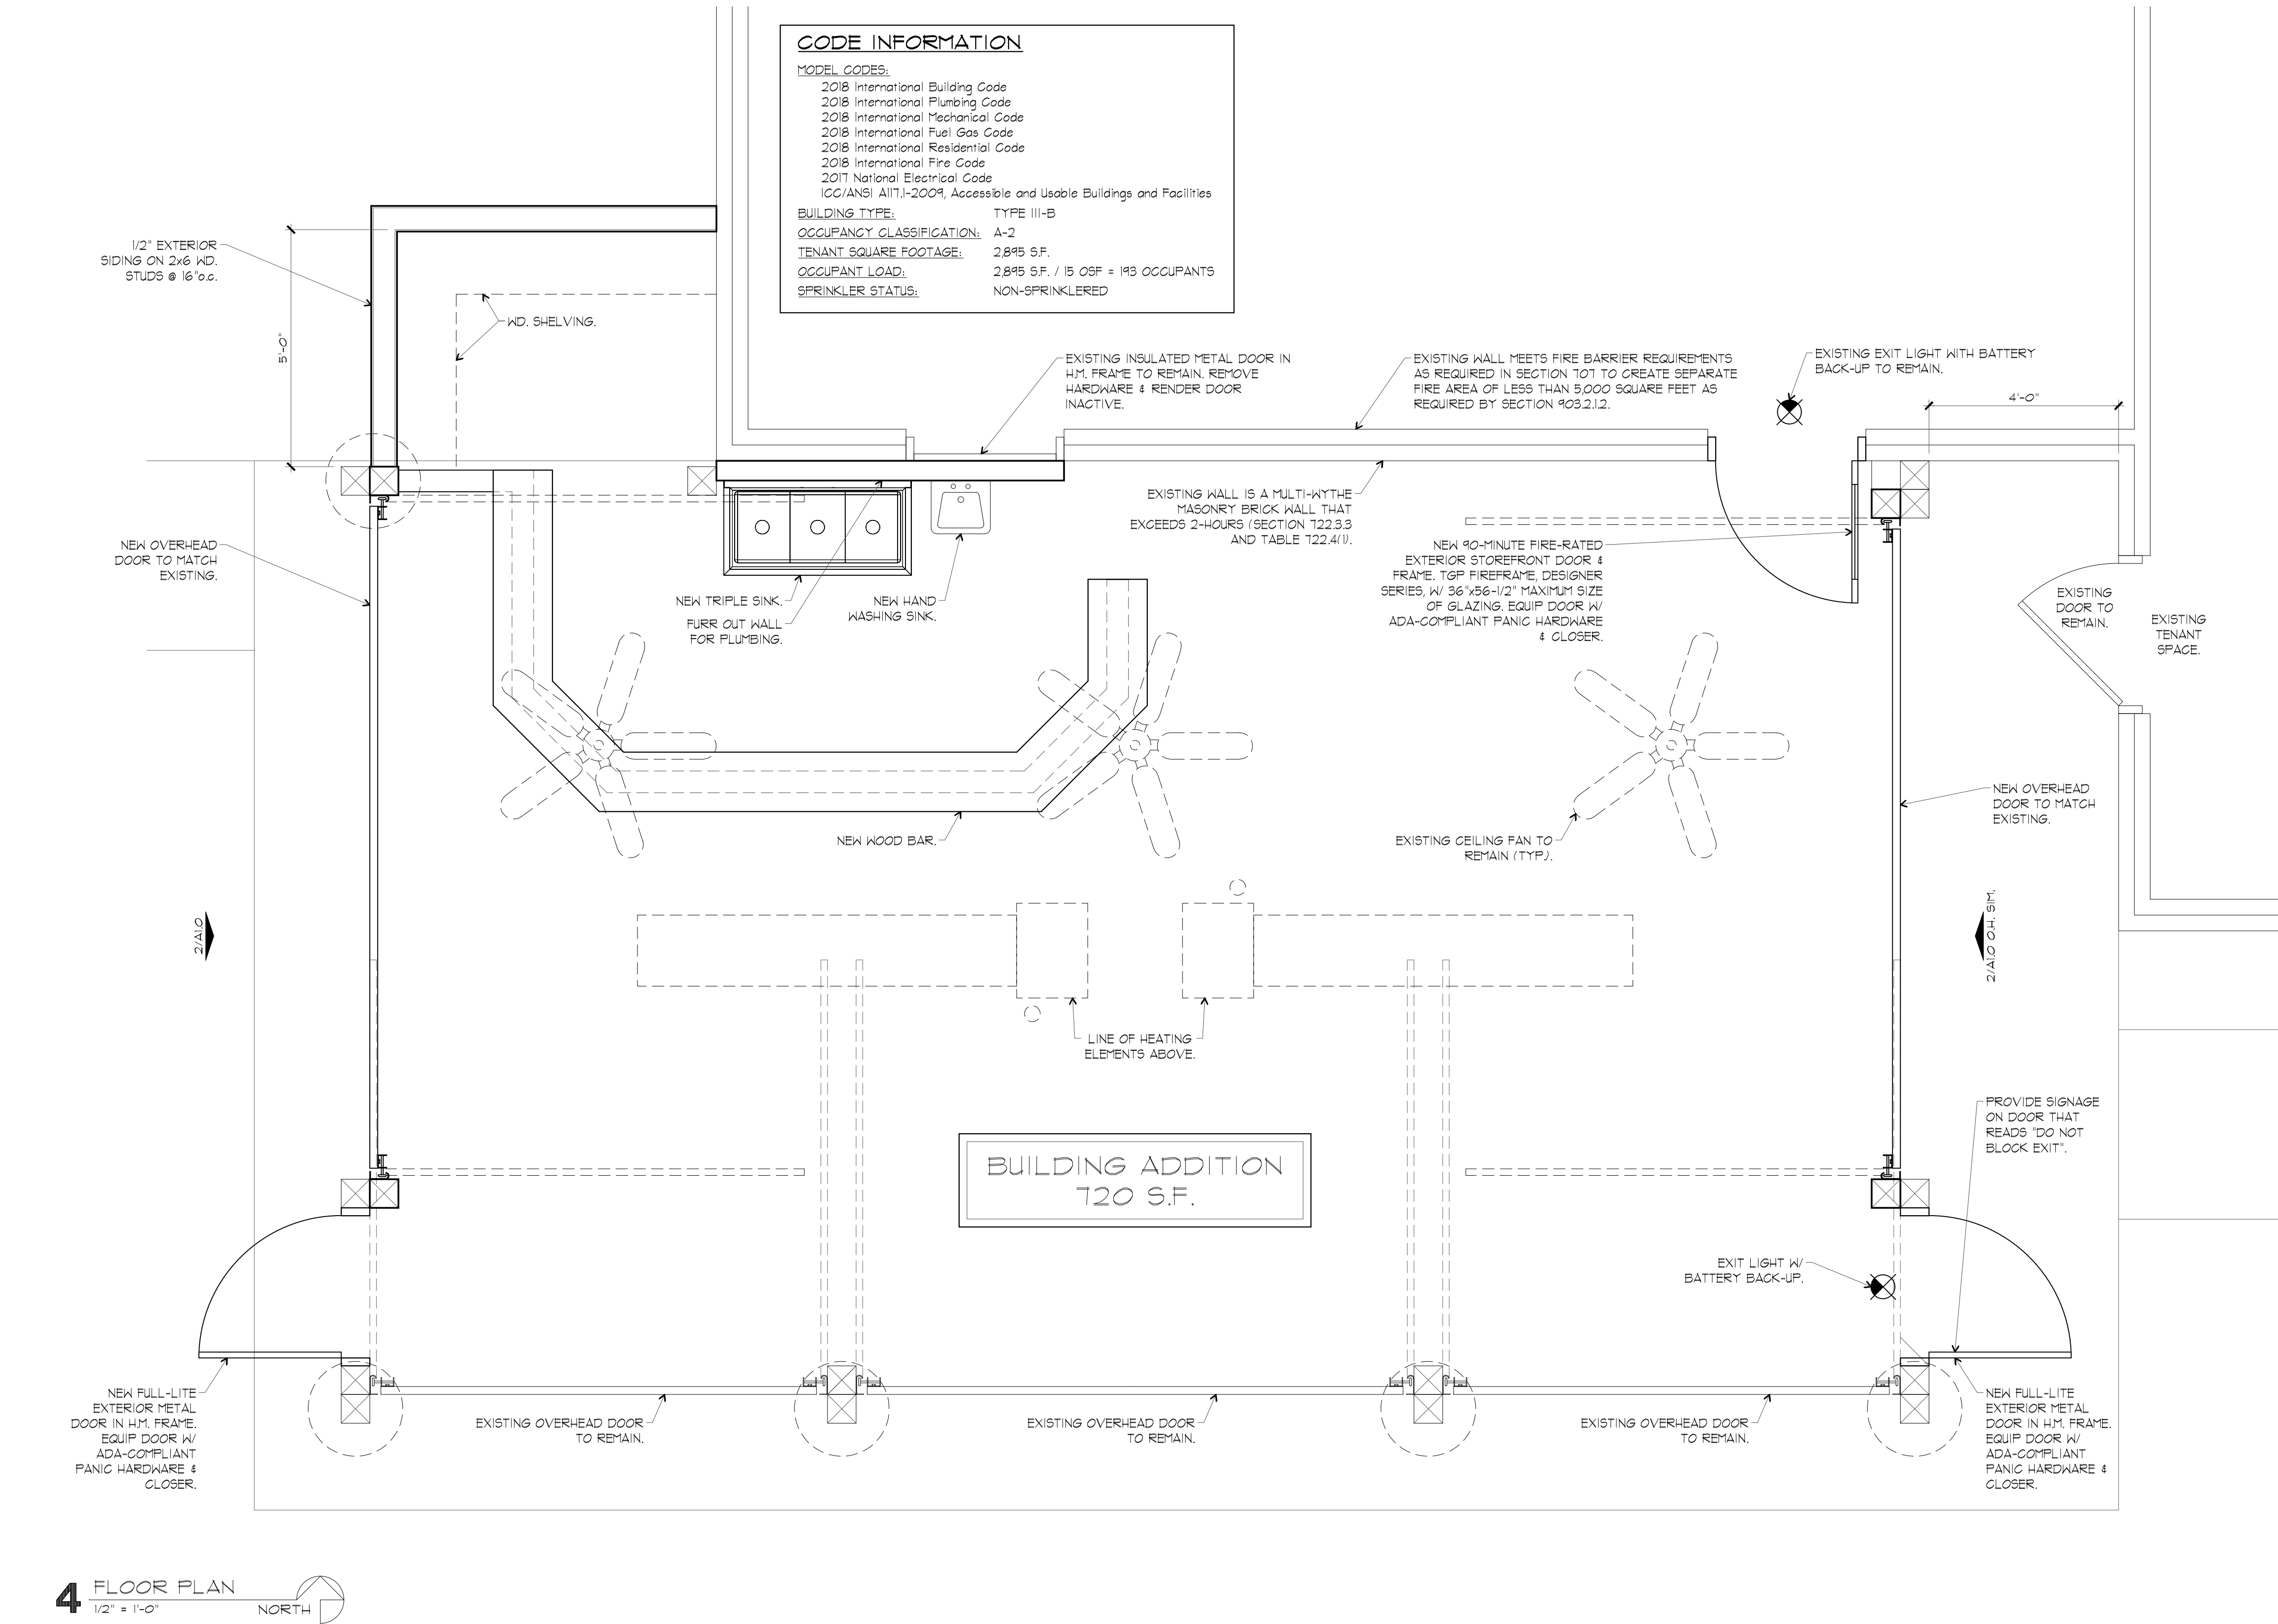 CODE INFORMATION
MODEL CODES:
2018 International Building Code
2018 International Plumbing Code
2018 International Mechanical Code
2018 International Fuel Gas Code
2018 International Residential Code
2018 International Fire Code
2017 National Electrical Code
ICC/ANSI A117.1-2009, Accessible and Usable Buildings and Facilities
BUILDING TYPE: TYPE III-B
OCCUPANCY CLASSIFICATION: A-2
TENANT SQUARE FOOTAGE: 2,895 S.F.
OCCUPANT LOAD: 2,895 S.F. / 15 OSF = 193 OCCUPANTS
SPRINKLER STATUS: NON-SPRINKLERED
1/2" EXTERIOR
SIDING ON 2x6 WD.
STUDS @ 16"o.c.
5'-0"
WD. SHELVING.
EXISTING INSULATED METAL DOOR IN
H.M. FRAME TO REMAIN. REMOVE
HARDWARE & RENDER DOOR
INACTIVE.
EXISTING WALL MEETS FIRE BARRIER REQUIREMENTS
AS REQUIRED IN SECTION 707 TO CREATE SEPARATE
FIRE AREA OF LESS THAN 5,000 SQUARE FEET AS
REQUIRED BY SECTION 903.2.1.2.
EXISTING EXIT LIGHT WITH BATTERY
BACK-UP TO REMAIN.
4'-0"
EXISTING WALL IS A MULTI-WYTHE
MASONRY BRICK WALL THAT
EXCEEDS 2-HOURS (SECTION 722.3.3
AND TABLE 722.4(1).
NEW OVERHEAD
DOOR TO MATCH
EXISTING.
NEW 90-MINUTE FIRE-RATED
EXTERIOR STOREFRONT DOOR &
FRAME. TGP FIREFRAME, DESIGNER
SERIES, W/ 36"x56-1/2" MAXIMUM SIZE
OF GLAZING. EQUIP DOOR W/
ADA-COMPLIANT PANIC HARDWARE
& CLOSER.
NEW TRIPLE SINK.
FURR OUT WALL
FOR PLUMBING.
NEW HAND
WASHING SINK.
EXISTING
DOOR TO
REMAIN.
EXISTING
TENANT
SPACE.
NEW OVERHEAD
DOOR TO MATCH
EXISTING.
NEW WOOD BAR.
EXISTING CEILING FAN TO
REMAIN (TYP.).
2/A1.0
2/A1.0 O.H. SIM.
LINE OF HEATING
ELEMENTS ABOVE.
PROVIDE SIGNAGE
ON DOOR THAT
READS "DO NOT
BLOCK EXIT".
BUILDING ADDITION
720 S.F.
EXIT LIGHT W/
BATTERY BACK-UP.
NEW FULL-LITE
EXTERIOR METAL
DOOR IN H.M. FRAME.
EQUIP DOOR W/
ADA-COMPLIANT
PANIC HARDWARE &
CLOSER.
EXISTING OVERHEAD DOOR
TO REMAIN.
EXISTING OVERHEAD DOOR
TO REMAIN.
EXISTING OVERHEAD DOOR
TO REMAIN.
NEW FULL-LITE
EXTERIOR METAL
DOOR IN H.M. FRAME.
EQUIP DOOR W/
ADA-COMPLIANT
PANIC HARDWARE &
CLOSER.
4 FLOOR PLAN
1/2" = 1'-0"
NORTH